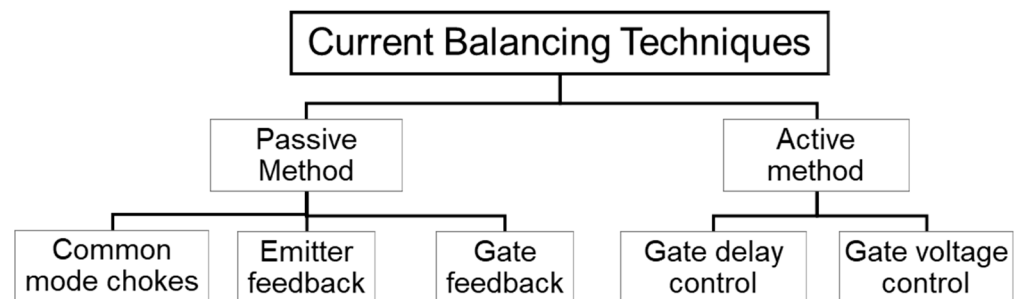 Current Balancing Techniques
Passive
Method
Active
method
Common
mode chokes
Emitter
feedback
Gate
feedback
Gate delay
control
Gate voltage
control